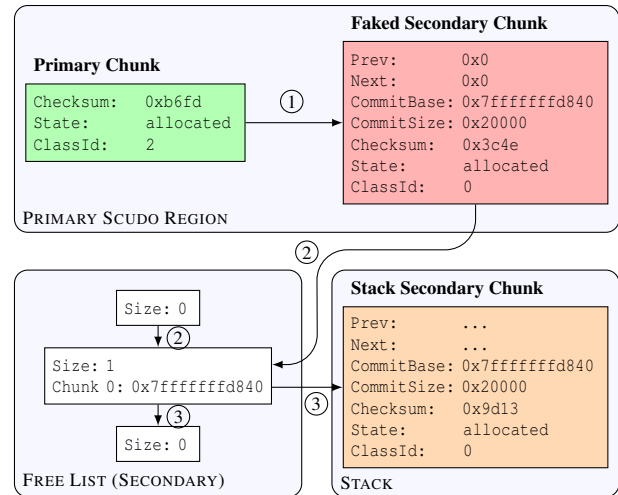 Faked Secondary Chunk
Primary Chunk
Checksum: 0xb6fd
State: allocated
ClassId: 2
1
Prev: 0x0
Next: 0x0
CommitBase: 0x7fffffffd840
CommitSize: 0x20000
Checksum: 0x3c4e
State: allocated
ClassId: 0
PRIMARY SCUDO REGION
2
Size: 0
2
Size: 1
Chunk 0: 0x7fffffffd840
3
Size: 0
FREE LIST (SECONDARY)
3
Stack Secondary Chunk
Prev: ...
Next: ...
CommitBase: 0x7fffffffd840
CommitSize: 0x20000
Checksum: 0x9d13
State: allocated
ClassId: 0
STACK